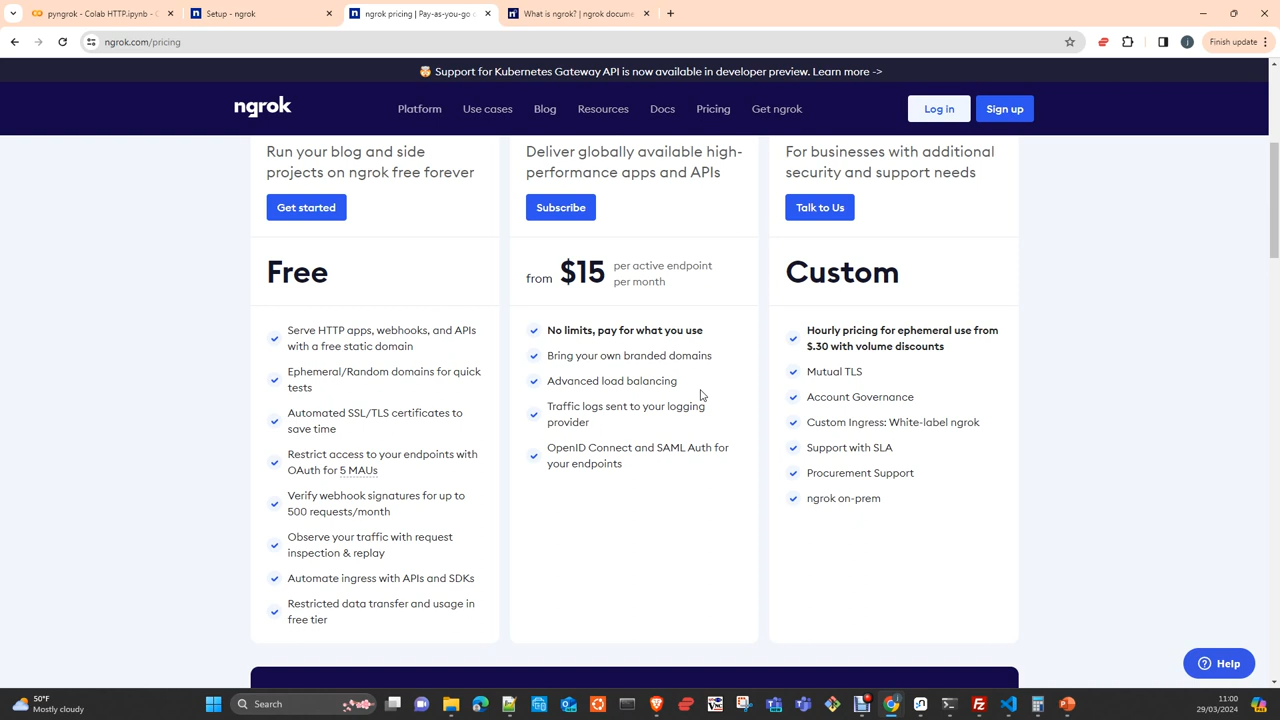 pyngrok - Colab HTTP.ipynb - C
Setup - ngrok
ngrok pricing | Pay-as-you-go
What is ngrok? | ngrok docume
ngrok.com/pricing
Finish update
🤯 Support for Kubernetes Gateway API is now available in developer preview. Learn more ->
ngrok
Platform
Use cases
Blog
Resources
Docs
Pricing
Get ngrok
Log in
Sign up
Run your blog and side
projects on ngrok free forever
Get started
Free
Serve HTTP apps, webhooks, and APIs
with a free static domain
Ephemeral/Random domains for quick
tests
Automated SSL/TLS certificates to
save time
Restrict access to your endpoints with
OAuth for 5 MAUs
Verify webhook signatures for up to
500 requests/month
Observe your traffic with request
inspection & replay
Automate ingress with APIs and SDKs
Restricted data transfer and usage in
free tier
Deliver globally available high-
performance apps and APIs
Subscribe
from $15 per active endpoint
per month
No limits, pay for what you use
Bring your own branded domains
Advanced load balancing
Traffic logs sent to your logging
provider
OpenID Connect and SAML Auth for
your endpoints
For businesses with additional
security and support needs
Talk to Us
Custom
Hourly pricing for ephemeral use from
$.30 with volume discounts
Mutual TLS
Account Governance
Custom Ingress: White-label ngrok
Support with SLA
Procurement Support
ngrok on-prem
Help
50°F
Mostly cloudy
Search
11:00
29/03/2024